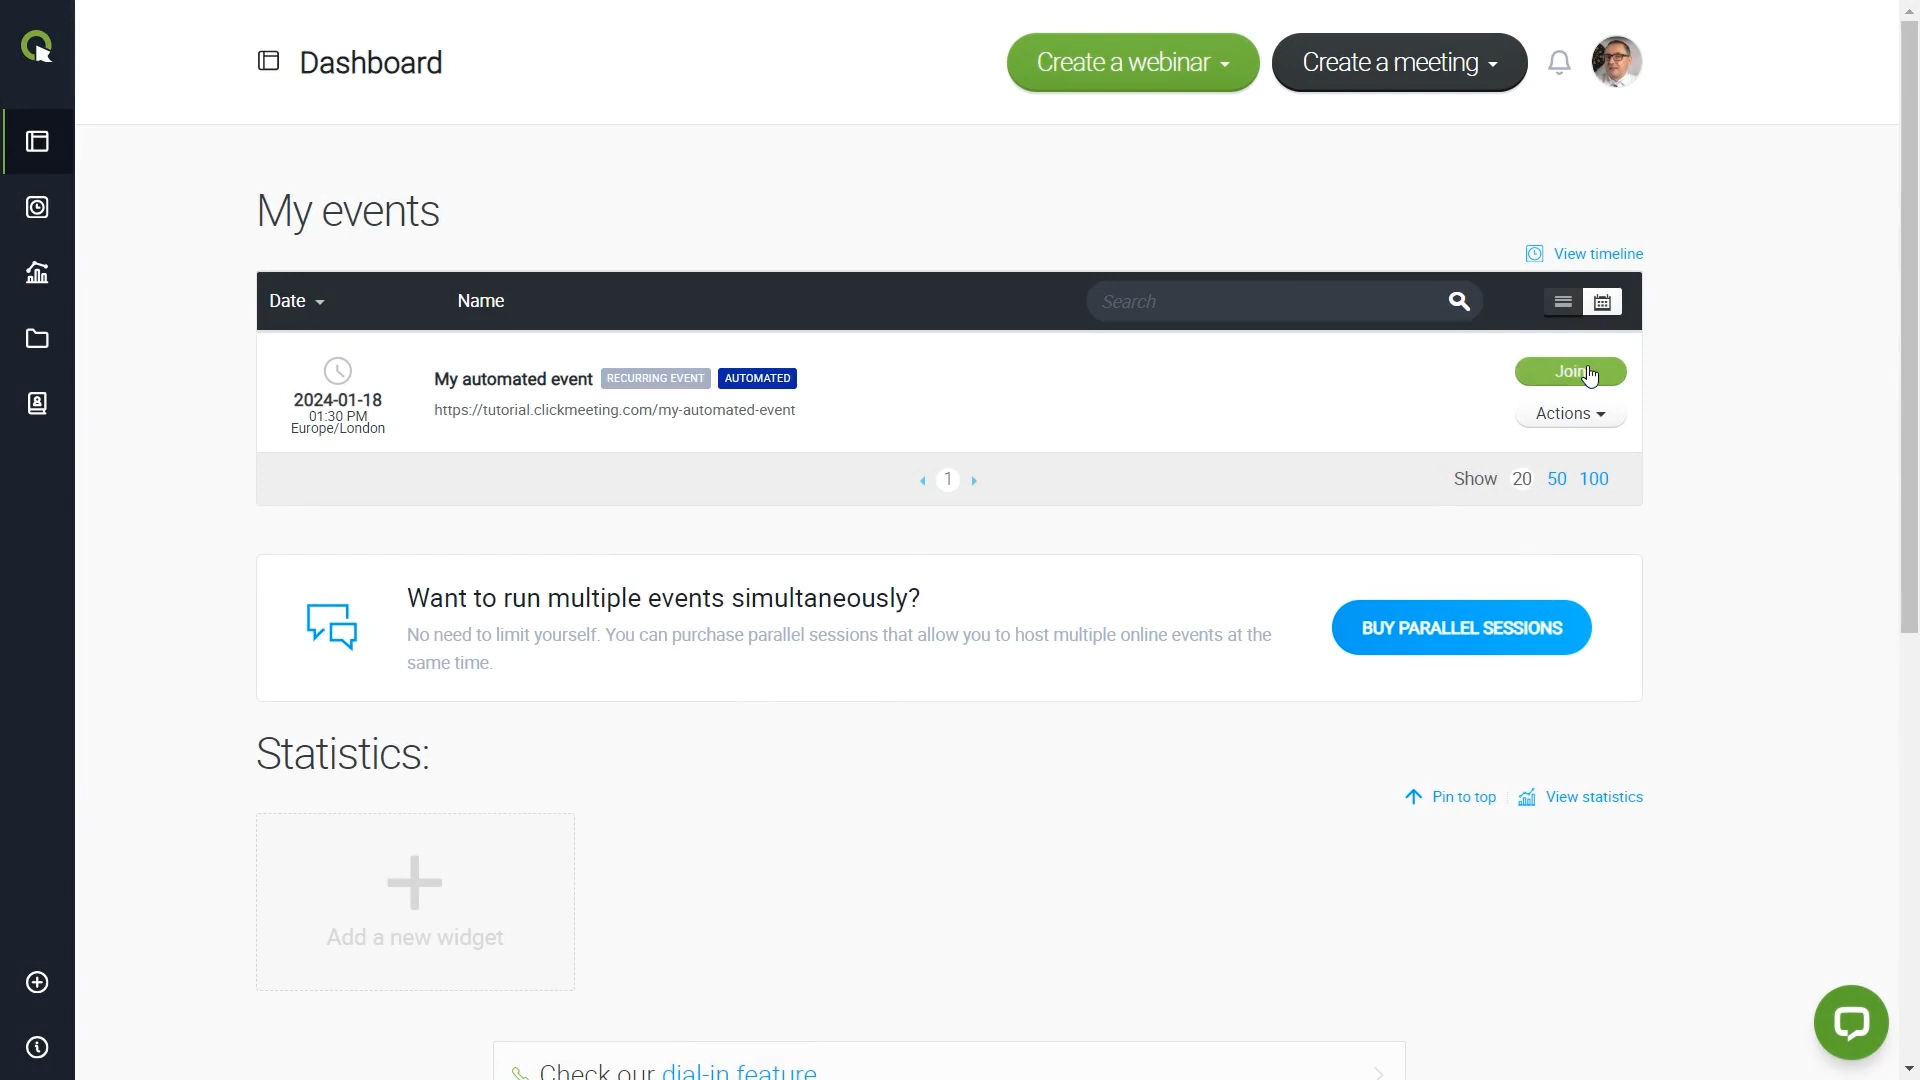 Dashboard
Create a webinar
Create a meeting
My events
View timeline
Date
Name
Search
2024-01-18
01:30 PM
Europe/London
My automated event RECURRING EVENT AUTOMATED
https://tutorial.clickmeeting.com/my-automated-event
Join
Actions
1
Show 20 50 100
Want to run multiple events simultaneously?
No need to limit yourself. You can purchase parallel sessions that allow you to host multiple online events at the
same time.
BUY PARALLEL SESSIONS
Statistics:
Pin to top
View statistics
Add a new widget
Check our dial-in feature